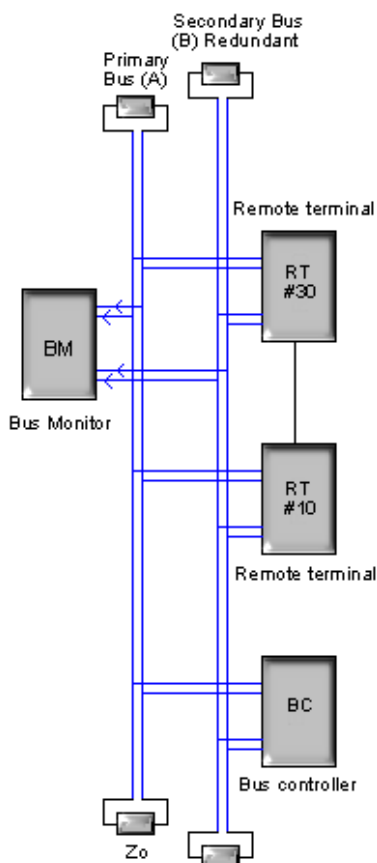 Secondary Bus
(B) Redundant
Primary
Bus (A)
Remote terminal
RT
#30
BM
Bus Monitor
RT
#10
Remote terminal
BC
Bus controller
Zo